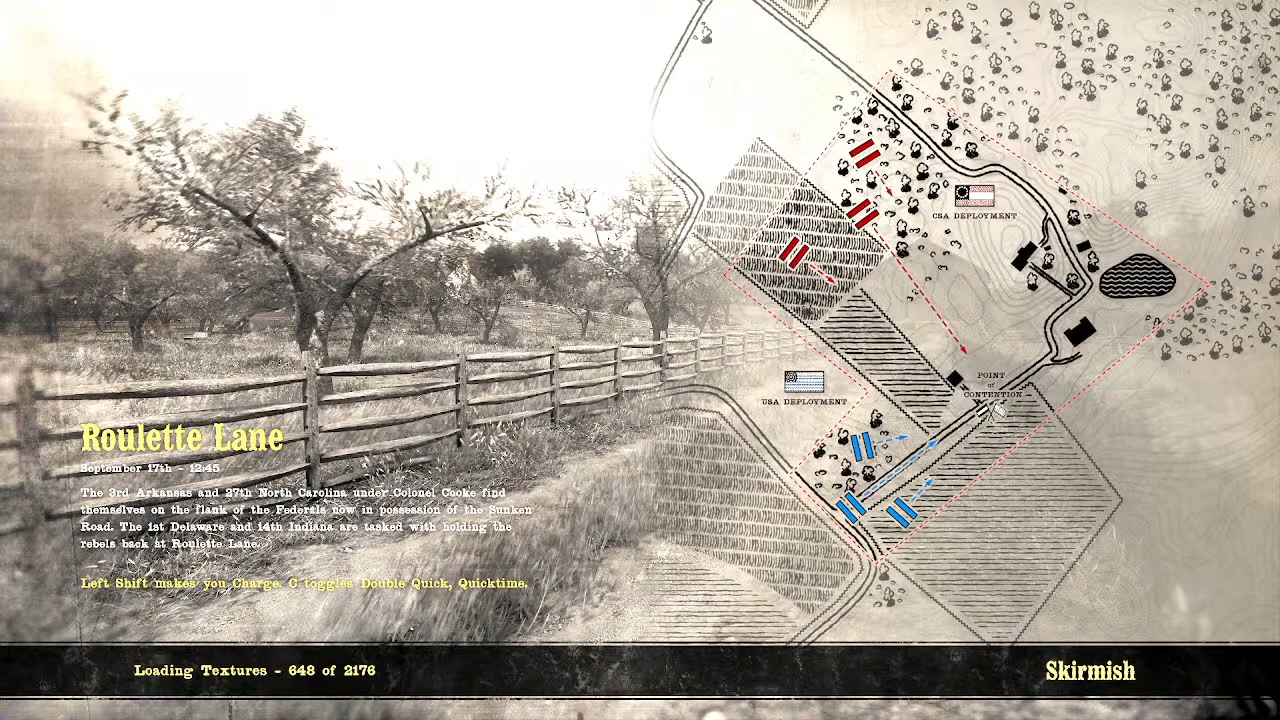 CSA DEPLOYMENT
POINT
of
CONTENTION
USA DEPLOYMENT
Roulette Lane
September 17th - 12:45
The 3rd Arkansas and 27th North Carolina under Colonel Cooke find
themselves on the flank of the Federals now in possession of the Sunken
Road. The 1st Delaware and 14th Indiana are tasked with holding the
rebels back at Roulette Lane.
Left Shift makes you Charge. C toggles Double Quick, Quicktime.
Loading Textures - 648 of 2176
Skirmish